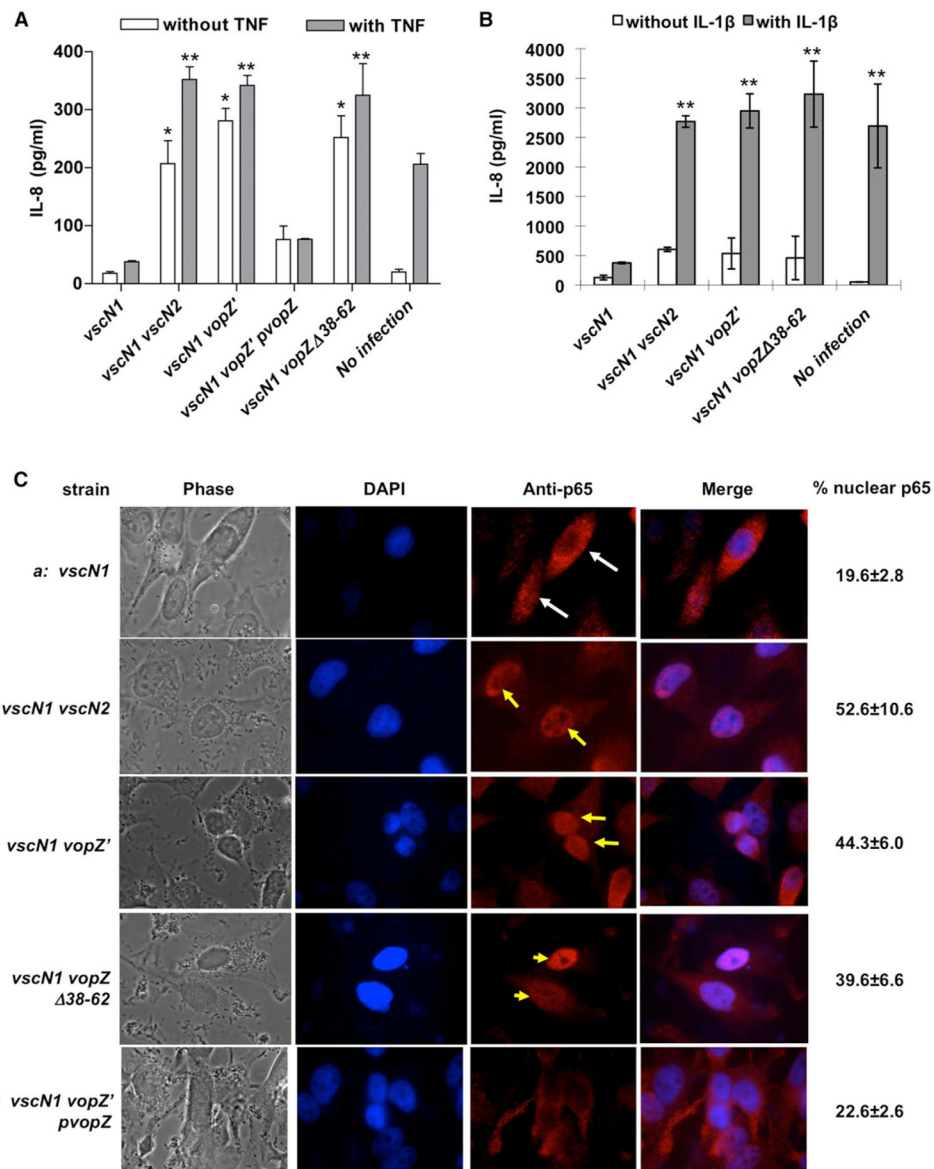 A
without TNF with TNF
IL-8 (pg/ml)
400
300
200
100
0
* ** * ** * **
vscN1
vscN1 vscN2
vscN1 vopZ'
vscN1 vopZ' pvopZ
vscN1 vopZΔ38-62
No infection
B
without IL-1β with IL-1β
IL-8 (pg/ml)
4000
3500
3000
2500
2000
1500
1000
500
0
** ** ** **
vscN1
vscN1 vscN2
vscN1 vopZ'
vscN1 vopZΔ38-62
No infection
C
strain Phase DAPI Anti-p65 Merge % nuclear p65
a: vscN1 19.6±2.8
vscN1 vscN2 52.6±10.6
vscN1 vopZ' 44.3±6.0
vscN1 vopZ
Δ38-62 39.6±6.6
vscN1 vopZ'
pvopZ 22.6±2.6